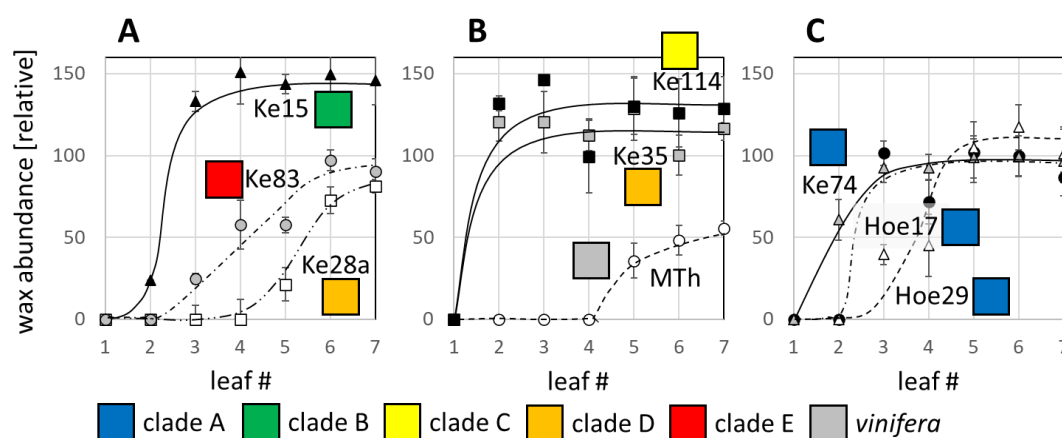 A B C
wax abundance [relative]
150
100
50
0
Ke15
Ke83
Ke28a
1 2 3 4 5 6 7
leaf #
150
100
50
0
Ke114
Ke35
MTh
1 2 3 4 5 6 7
leaf #
150
100
50
0
Ke74
Hoe17
Hoe29
1 2 3 4 5 6 7
leaf #
clade A clade B clade C clade D clade E vinifera